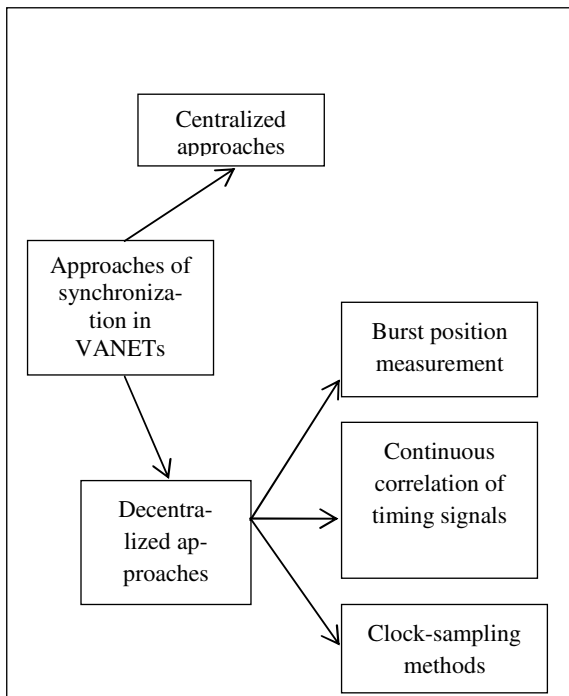 Centralized
approaches
Approaches of
synchroniza-
tion in
VANETs
Burst position
measurement
Continuous
correlation of
timing signals
Decentra-
lized ap-
proaches
Clock-sampling
methods